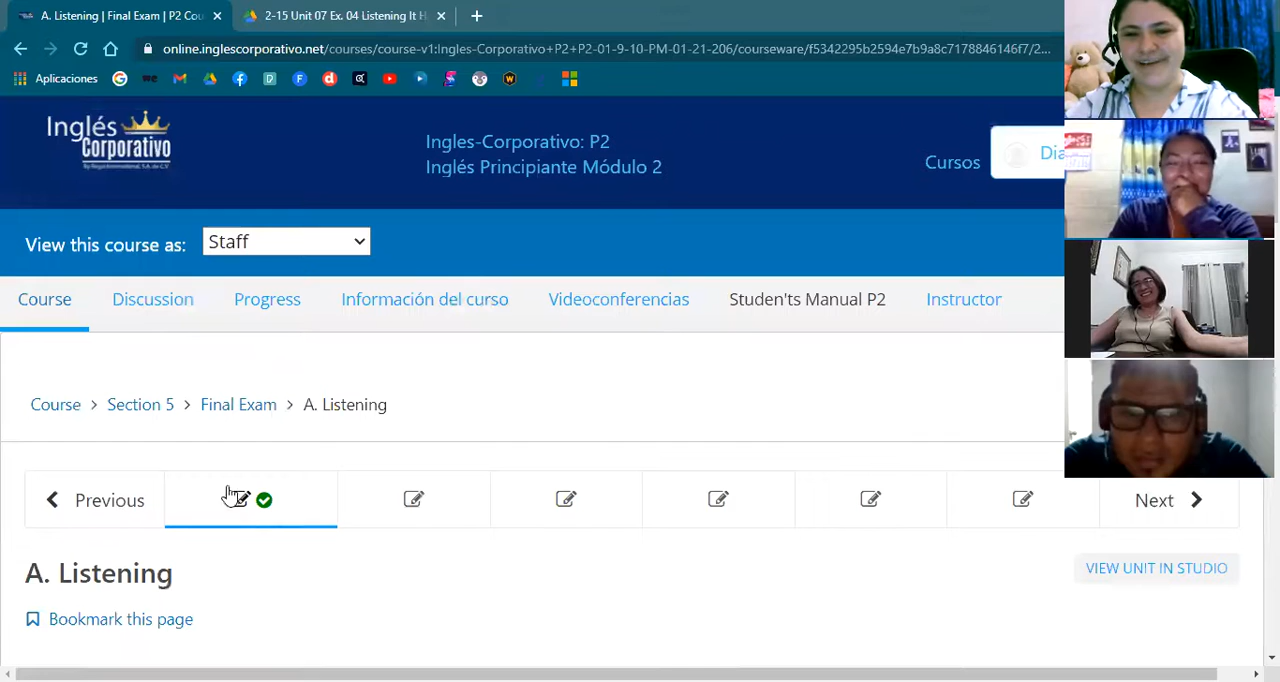 A. Listening | Final Exam | P2 Cou
2-15 Unit 07 Ex. 04 Listening It H
online.inglescorporativo.net/courses/course-v1:Ingles-Corporativo+P2+P2-01-9-10-PM-01-21-206/courseware/f5342295b2594e7b9a8c7178846146f7/2...
Aplicaciones
Inglés
Corporativo
Ingles-Corporativo: P2
Inglés Principiante Módulo 2
Cursos
Dia
View this course as:
Staff
Course
Discussion
Progress
Información del curso
Videoconferencias
Studen'ts Manual P2
Instructor
Course > Section 5 > Final Exam > A. Listening
Previous
Next
A. Listening
VIEW UNIT IN STUDIO
Bookmark this page